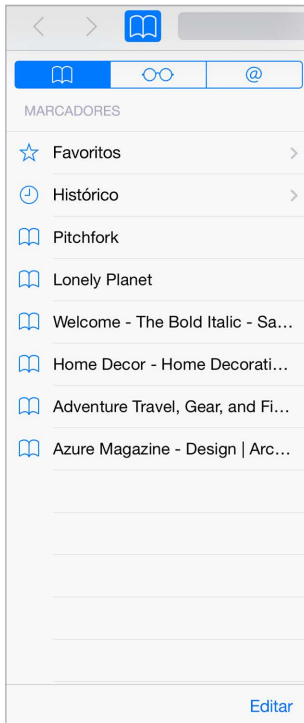 @
MARCADORES
Favoritos
Histórico
Pitchfork
Lonely Planet
Welcome - The Bold Italic - Sa...
Home Decor - Home Decorati...
Adventure Travel, Gear, and Fi...
Azure Magazine - Design | Arc...
Editar